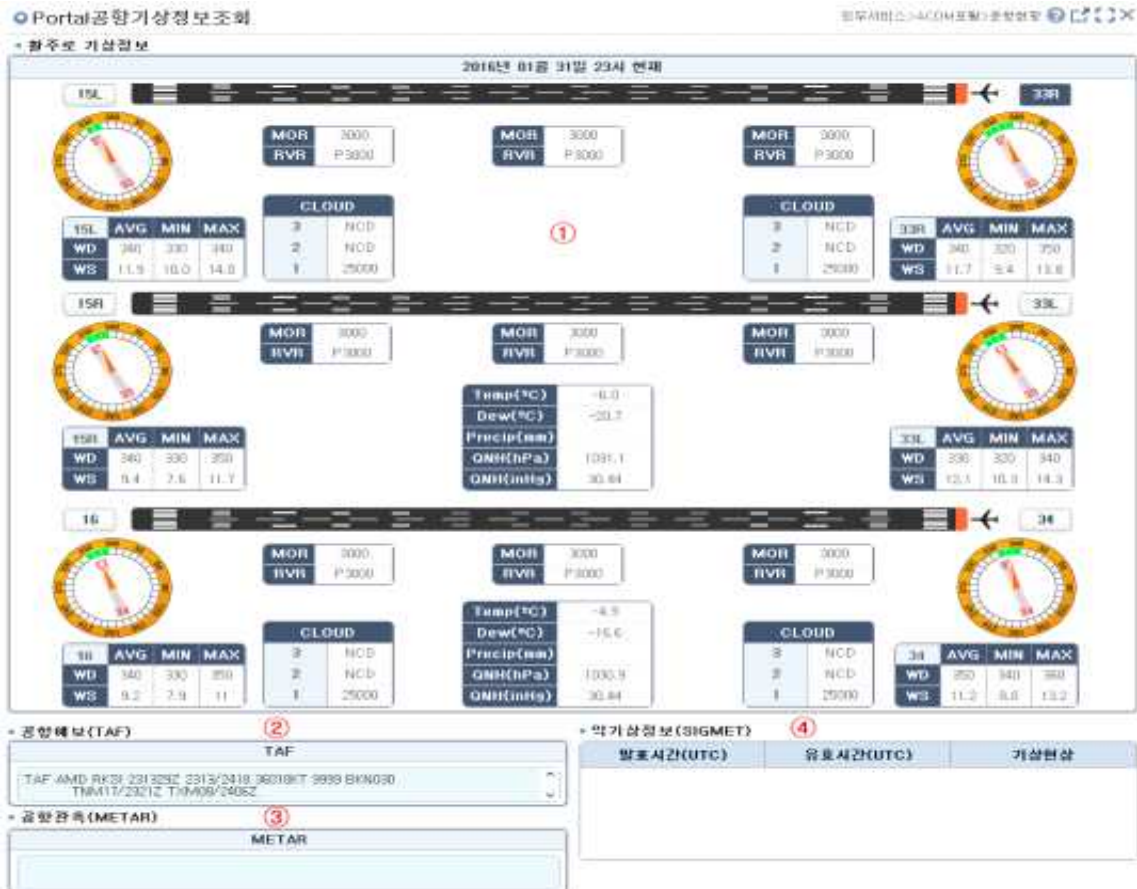 Portal공항기상정보조회
활주로 기상정보
2016년 01월 31일 23시 현재
15L 33R
MOR 3000 MOR 3000 MOR 3000
RVR P3000 RVR P3000 RVR P3000
CLOUD CLOUD
15L AVG MIN MAX 3 NCD ① 3 NCD 33R AVG MIN MAX
WD 340 330 340 2 NCD 2 NCD WD 340 320 350
WS 11.9 10.0 14.0 1 25000 1 25000 WS 11.7 9.4
15R 33L
MOR 3000 MOR 3000 MOR 3000
RVR P3000 RVR P3000 RVR P3000
Temp(℃) -6.0
Dew(℃) -20.7
15R AVG MIN MAX Precip(mm) 33L AVG MIN MAX
WD 340 330 350 QNH(hPa) 1031.1 WD 330 320 340
WS 9.4 7.6 11.7 QNH(inHg) 30.44 WS 12.1 10.3 14.3
16 34
MOR 3000 MOR 3000 MOR 3000
RVR P3000 RVR P3000 RVR P3000
Temp(℃) -4.9
CLOUD Dew(℃) -16.6 CLOUD
16 AVG MIN MAX 3 NCD Precip(mm) 3 NCD 34 AVG MIN MAX
WD 340 330 350 2 NCD QNH(hPa) 1030.9 2 NCD WD 350 340 360
WS 9.2 7.9 11 1 25000 QNH(inHg) 30.44 1 25000 WS 11.2 8.8 13.2
공항예보(TAF) ②
TAF
TAF AMD RKSI 231329Z 2313/2418 36018KT 9999 BKN030
TNM17/2321Z TXM08/2406Z
공항관측(METAR) ③
METAR
악기상정보(SIGMET) ④
발표시간(UTC) 유효시간(UTC) 기상현상